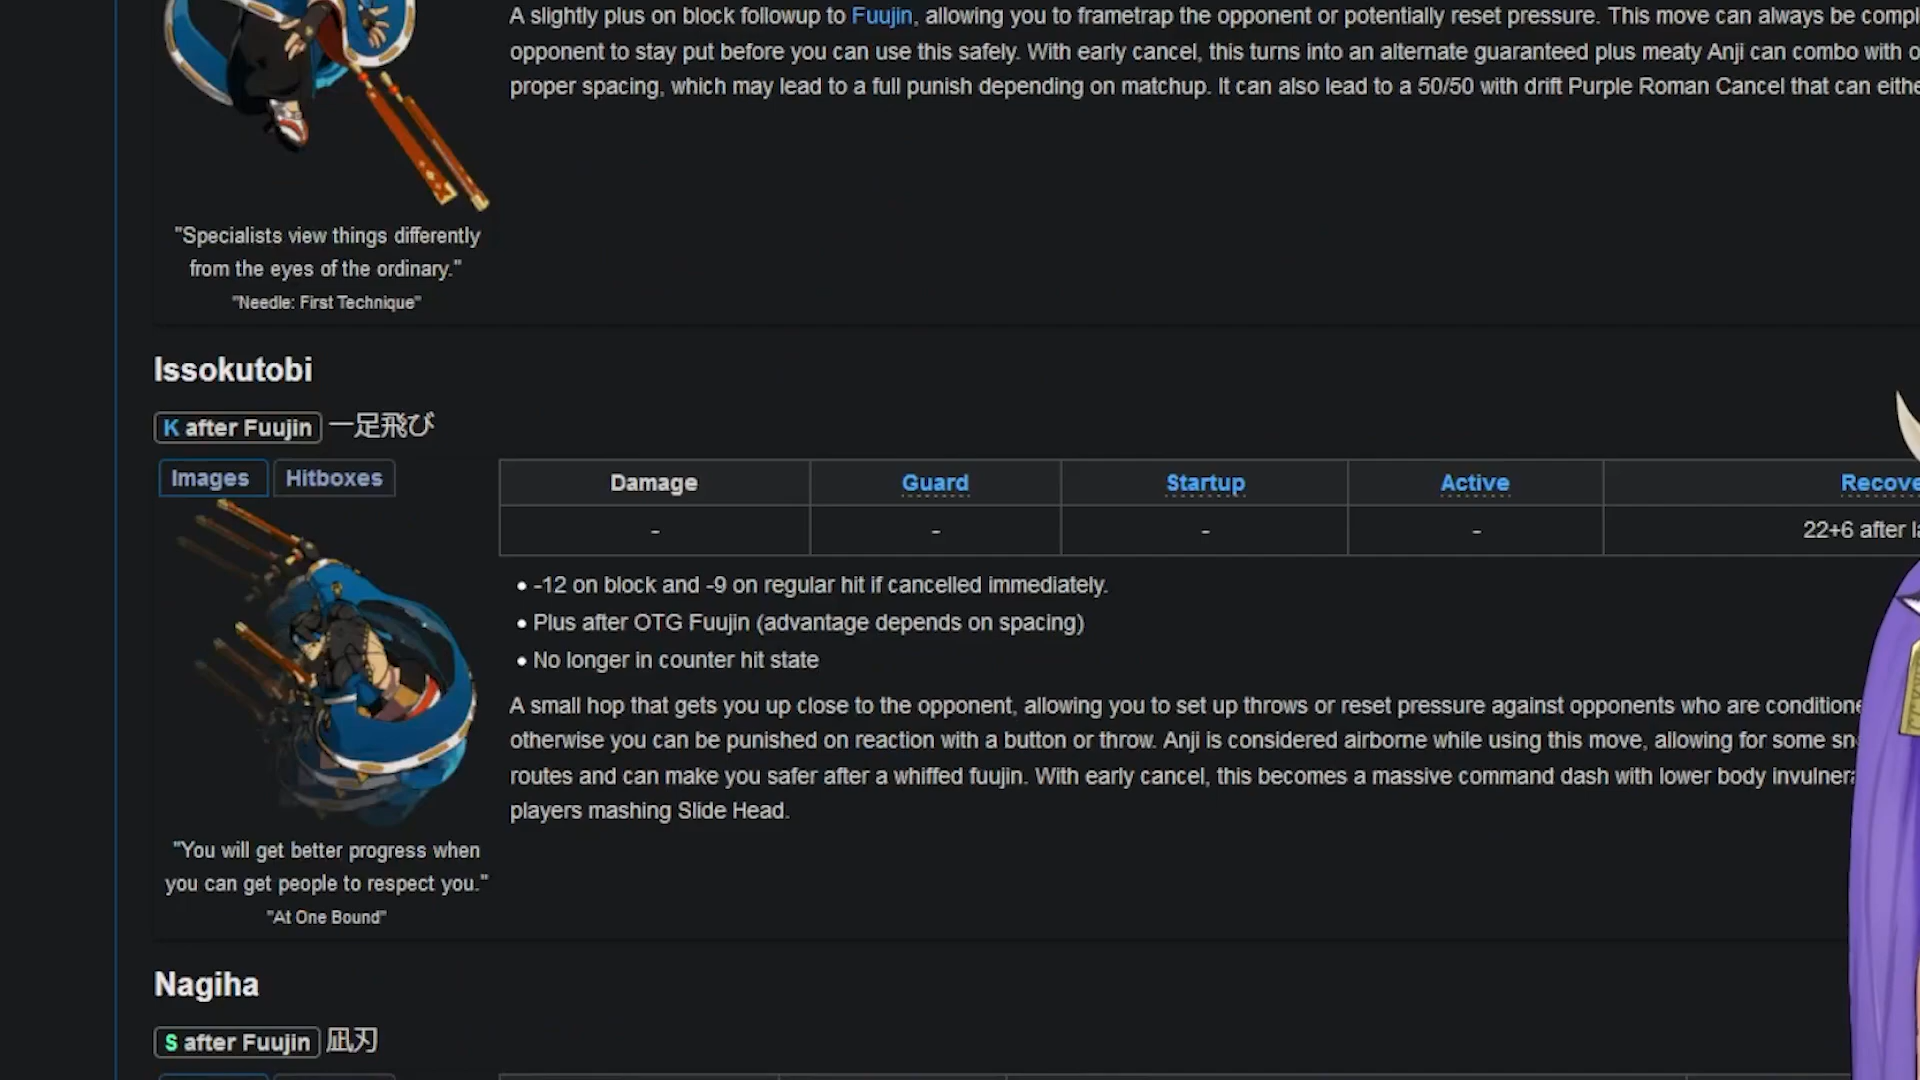 A slightly plus on block followup to Fuujin, allowing you to frametrap the opponent or potentially reset pressure. This move can always be
opponent to stay put before you can use this safely. With early cancel, this turns into an alternate guaranteed plus meaty Anji can combo with
proper spacing, which may lead to a full punish depending on matchup. It can also lead to a 50/50 with drift Purple Roman Cancel that can
"Specialists view things differently
from the eyes of the ordinary."
"Needle: First Technique"
Issokutobi
K after Fuujin 一足飛び
Images Hitboxes
Damage Guard Startup Active
- - - - 22+6 after
• -12 on block and -9 on regular hit if cancelled immediately.
• Plus after OTG Fuujin (advantage depends on spacing)
• No longer in counter hit state
A small hop that gets you up close to the opponent, allowing you to set up throws or reset pressure against opponents who are
otherwise you can be punished on reaction with a button or throw. Anji is considered airborne while using this move, allowing for some
routes and can make you safer after a whiffed fuujin. With early cancel, this becomes a massive command dash with lower body
players mashing Slide Head.
"You will get better progress when
you can get people to respect you."
"At One Bound"
Nagiha
S after Fuujin 凪刃